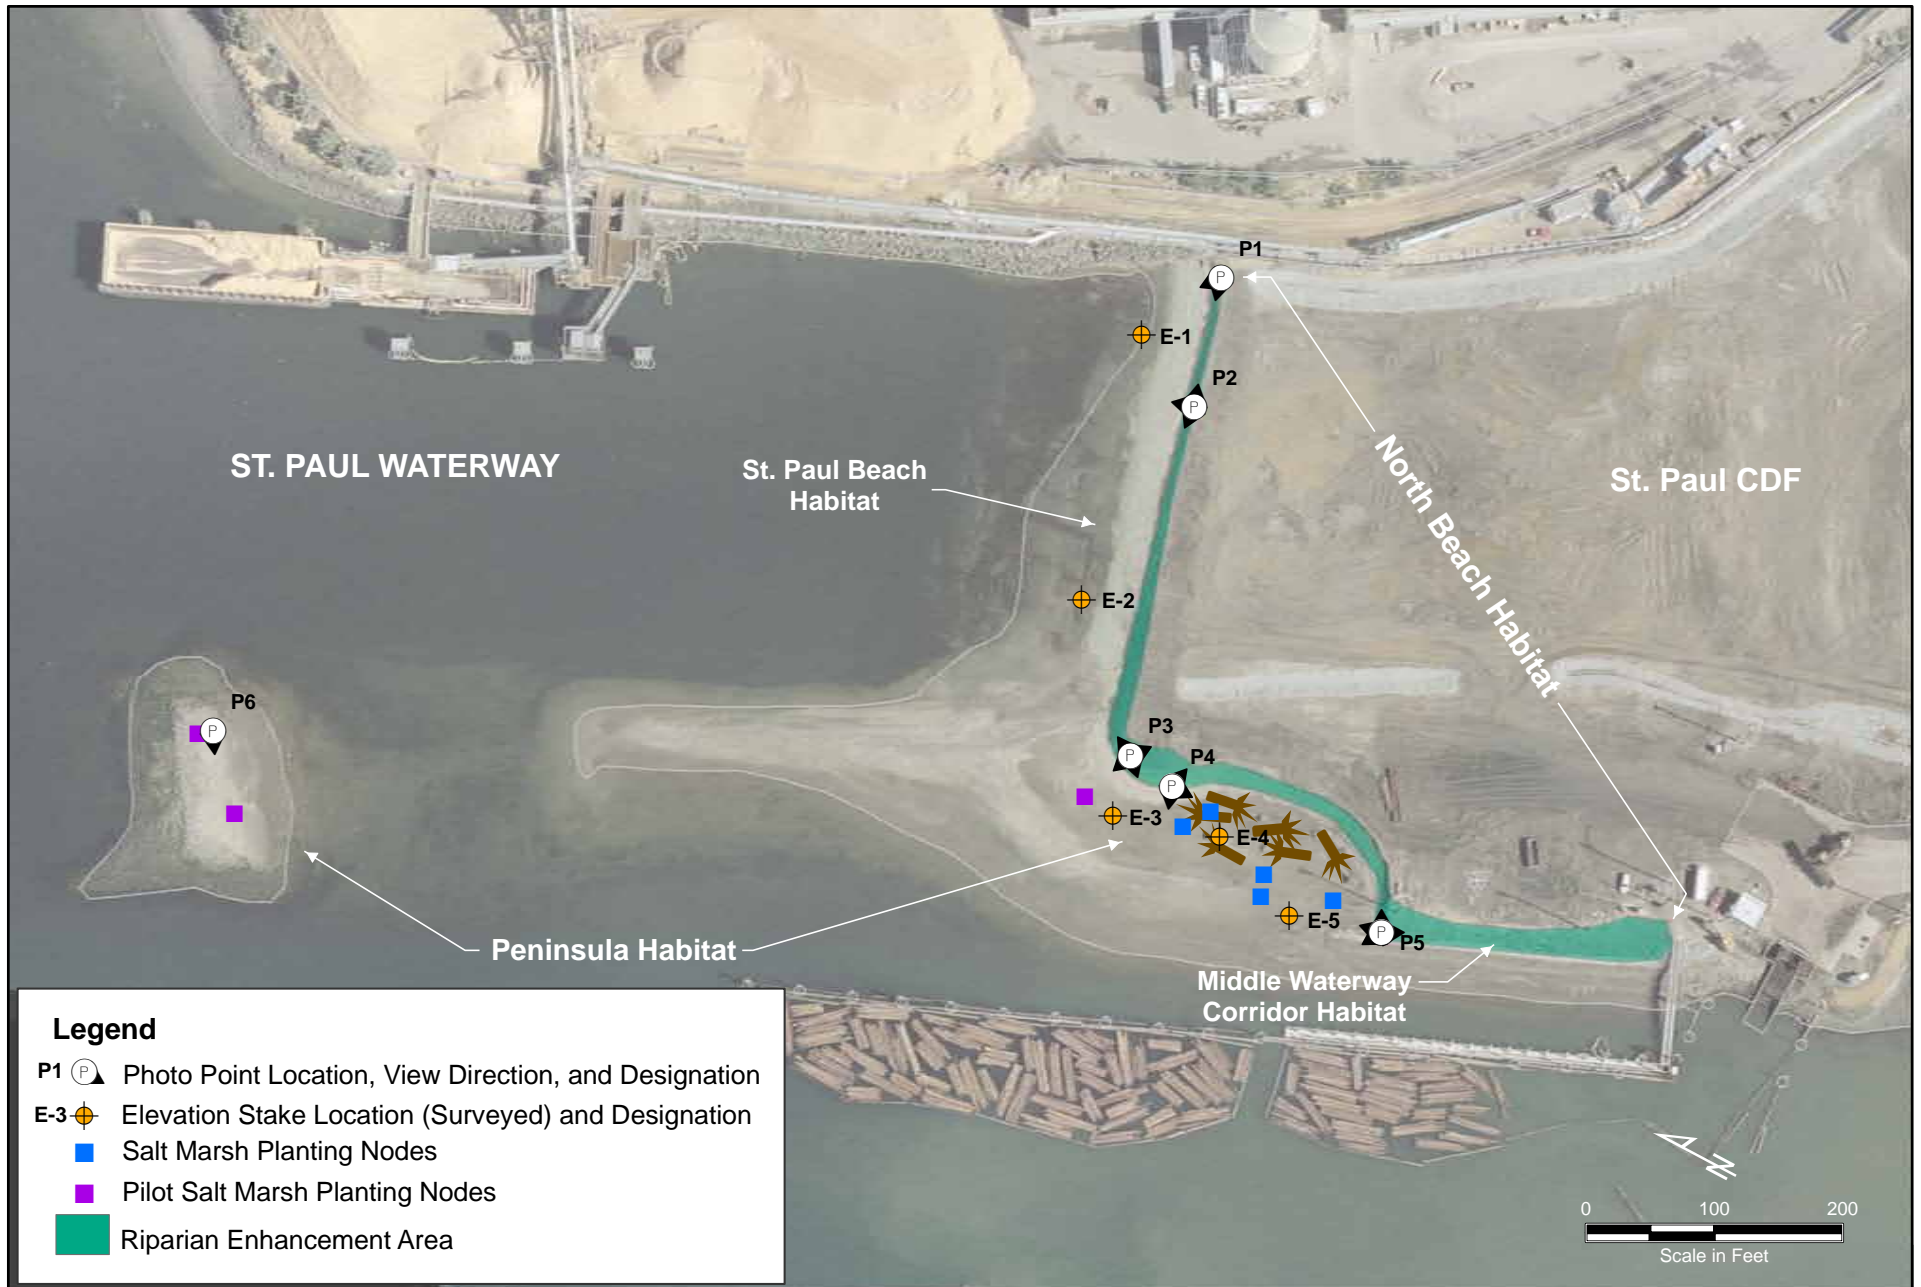 P1
P
E-1
P2
P
ST. PAUL WATERWAY
St. Paul Beach
Habitat
North Beach Habitat
St. Paul CDF
E-2
P6
P
P3
P
P4
P
E-3
E-4
E-5
P
P5
Peninsula Habitat
Middle Waterway
Corridor Habitat
Legend
P1 P Photo Point Location, View Direction, and Designation
E-3 Elevation Stake Location (Surveyed) and Designation
Salt Marsh Planting Nodes
Pilot Salt Marsh Planting Nodes
Riparian Enhancement Area
N
0 100 200
Scale in Feet